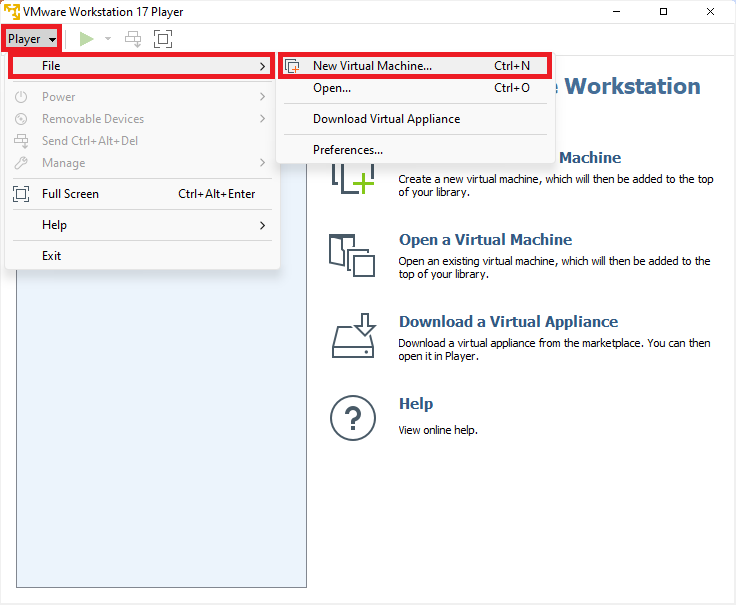 VMware Workstation 17 Player
Player
File
New Virtual Machine... Ctrl+N
Open... Ctrl+O
Download Virtual Appliance
Preferences...
Power
Removable Devices
Send Ctrl+Alt+Del
Manage
Full Screen Ctrl+Alt+Enter
Help
Exit
Workstation
Machine
Create a new virtual machine, which will then be added to the top
of your library.
Open a Virtual Machine
Open an existing virtual machine, which will then be added to the
top of your library.
Download a Virtual Appliance
Download a virtual appliance from the marketplace. You can then
open it in Player.
Help
View online help.